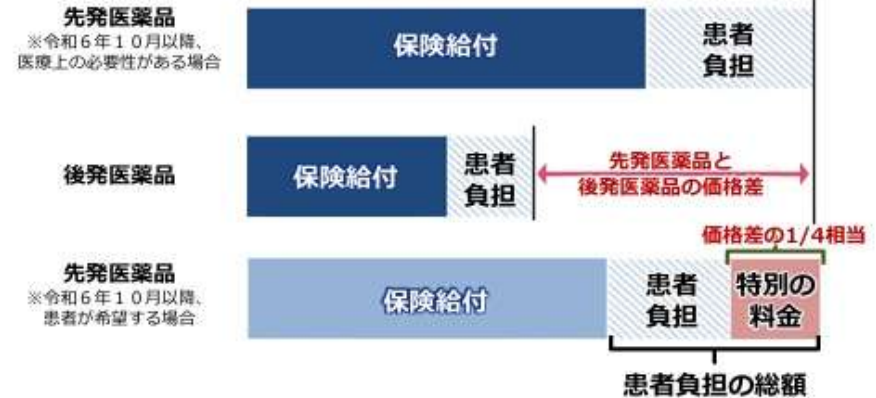 先発医薬品
※令和6年10月以降、
医療上の必要性がある場合
保険給付
患者
負担
後発医薬品
保険給付
患者
負担
先発医薬品と
後発医薬品の価格差
価格差の1/4相当
先発医薬品
※令和6年10月以降、
患者が希望する場合
保険給付
患者
負担
特別の
料金
患者負担の総額